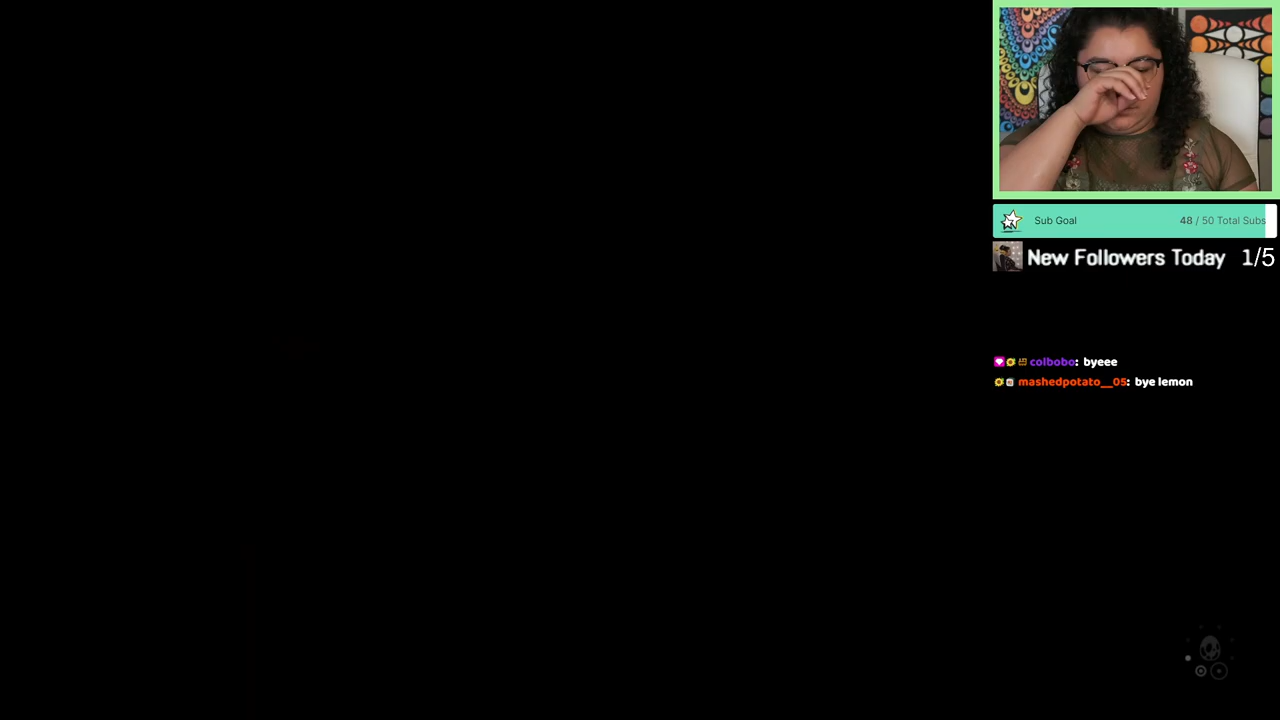 Sub Goal 48 / 50 Total Subs
New Followers Today 1/5
colbobo: byeee
mashedpotato__05: bye lemon